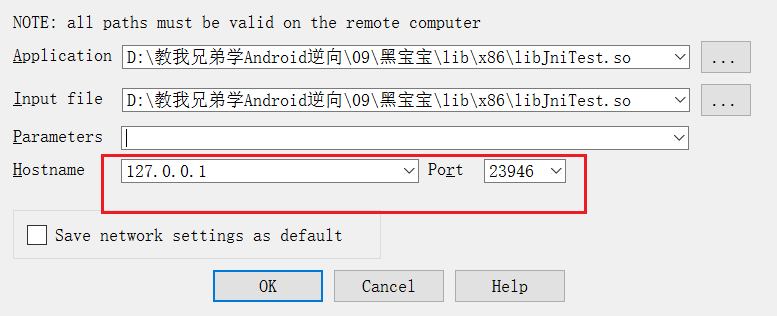 NOTE: all paths must be valid on the remote computer
Application D:\教我兄弟学Android逆向\09\黑宝宝\lib\x86\libJniTest.so ...
Input file D:\教我兄弟学Android逆向\09\黑宝宝\lib\x86\libJniTest.so ...
Parameters
Hostname 127.0.0.1 Port 23946
Save network settings as default
OK Cancel Help